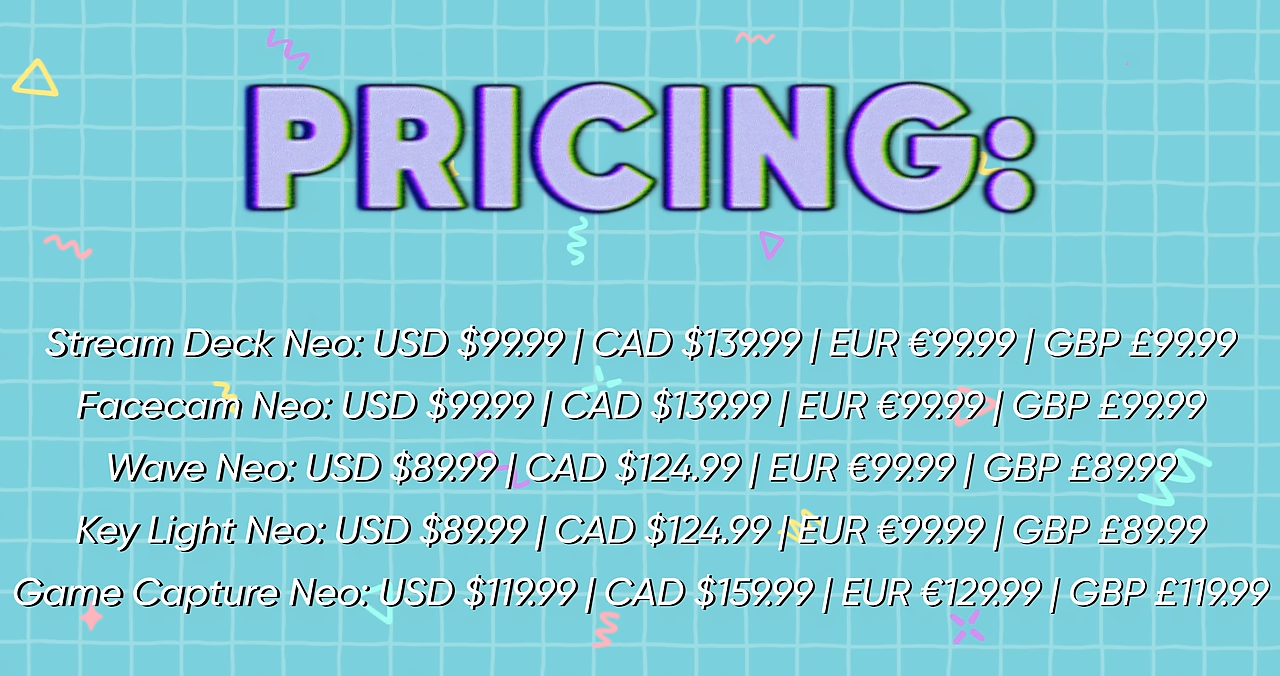 PRICING:
Stream Deck Neo: USD $99.99 | CAD $139.99 | EUR €99.99 | GBP £99.99
Facecam Neo: USD $99.99 | CAD $139.99 | EUR €99.99 | GBP £99.99
Wave Neo: USD $89.99 | CAD $124.99 | EUR €99.99 | GBP £89.99
Key Light Neo: USD $89.99 | CAD $124.99 | EUR €99.99 | GBP £89.99
Game Capture Neo: USD $119.99 | CAD $159.99 | EUR €129.99 | GBP £119.99